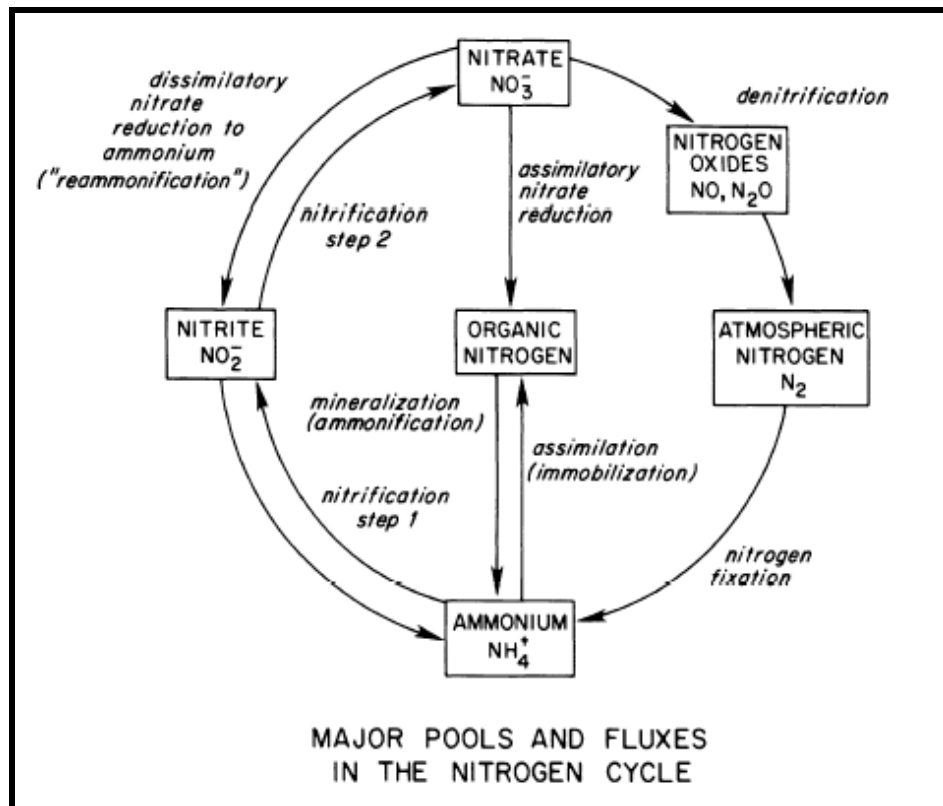 NITRATE
NO₃⁻
dissimilatory
nitrate
reduction to
ammonium
("reammonification")
denitrification
NITROGEN
OXIDES
NO, N₂O
assimilatory
nitrate
reduction
nitrification
step 2
NITRITE
NO₂⁻
ORGANIC
NITROGEN
ATMOSPHERIC
NITROGEN
N₂
mineralization
(ammonification)
assimilation
(immobilization)
nitrification
step 1
nitrogen
fixation
AMMONIUM
NH₄⁺
MAJOR POOLS AND FLUXES
IN THE NITROGEN CYCLE